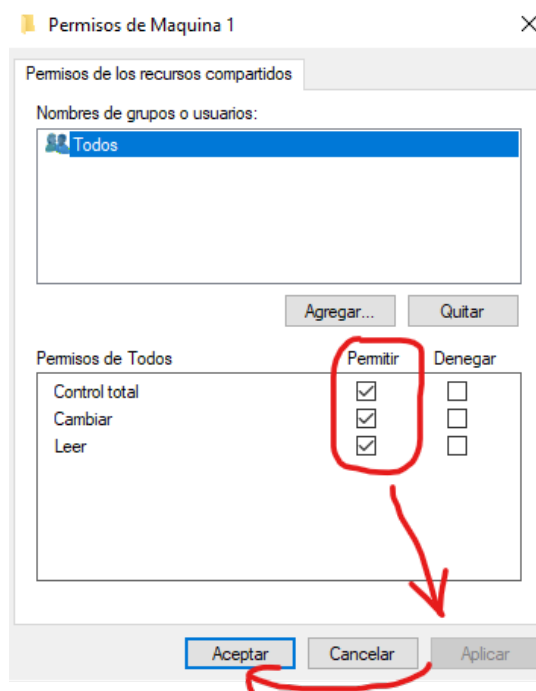 Permisos de Maquina 1
Permisos de los recursos compartidos
Nombres de grupos o usuarios:
Todos
Agregar... Quitar
Permisos de Todos Permitir Denegar
Control total
Cambiar
Leer
Aceptar Cancelar Aplicar